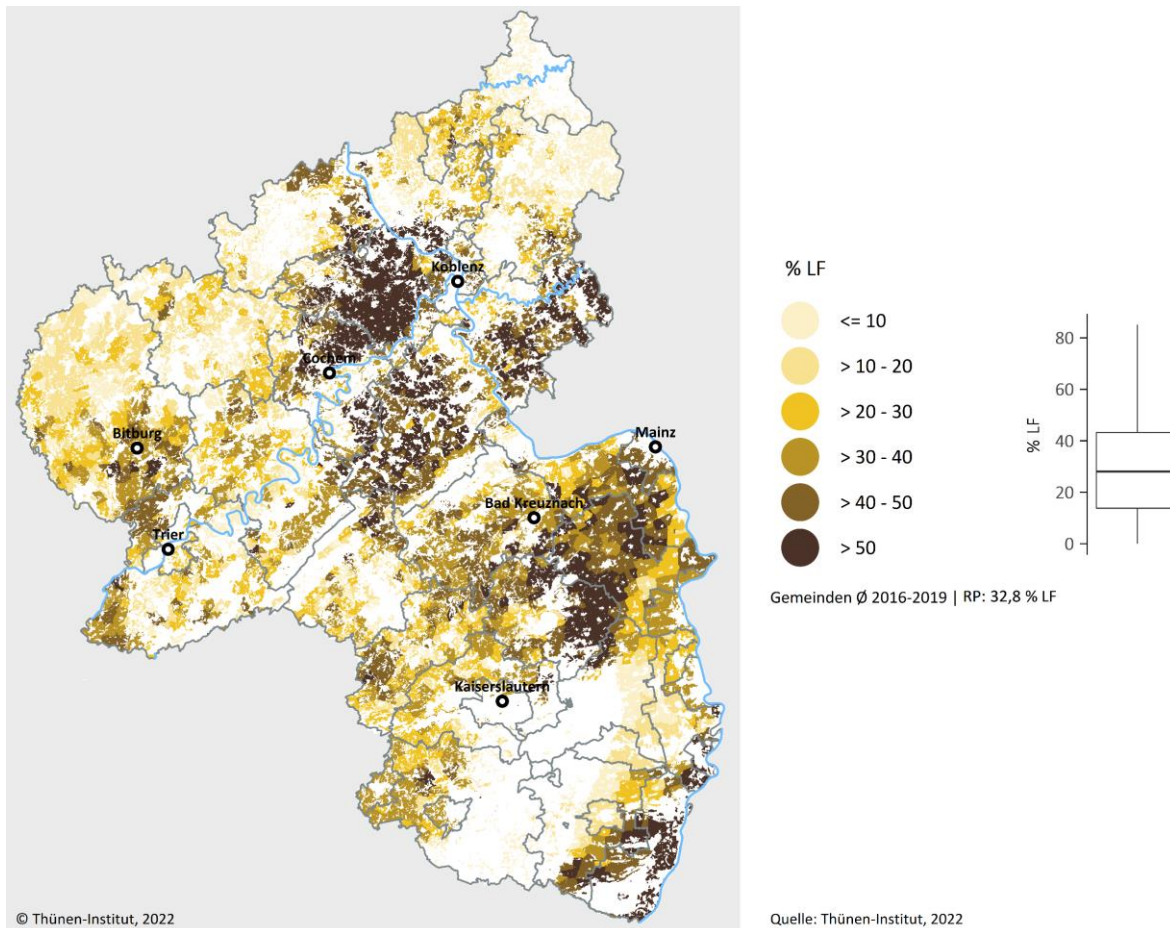 Koblenz
Cochem
Bitburg
Mainz
Bad Kreuznach
Trier
Kaiserslautern
© Thünen-Institut, 2022
% LF
<= 10
> 10 - 20
> 20 - 30
> 30 - 40
> 40 - 50
> 50
Gemeinden Ø 2016-2019 | RP: 32,8 % LF
% LF
80
60
40
20
0
Quelle: Thünen-Institut, 2022